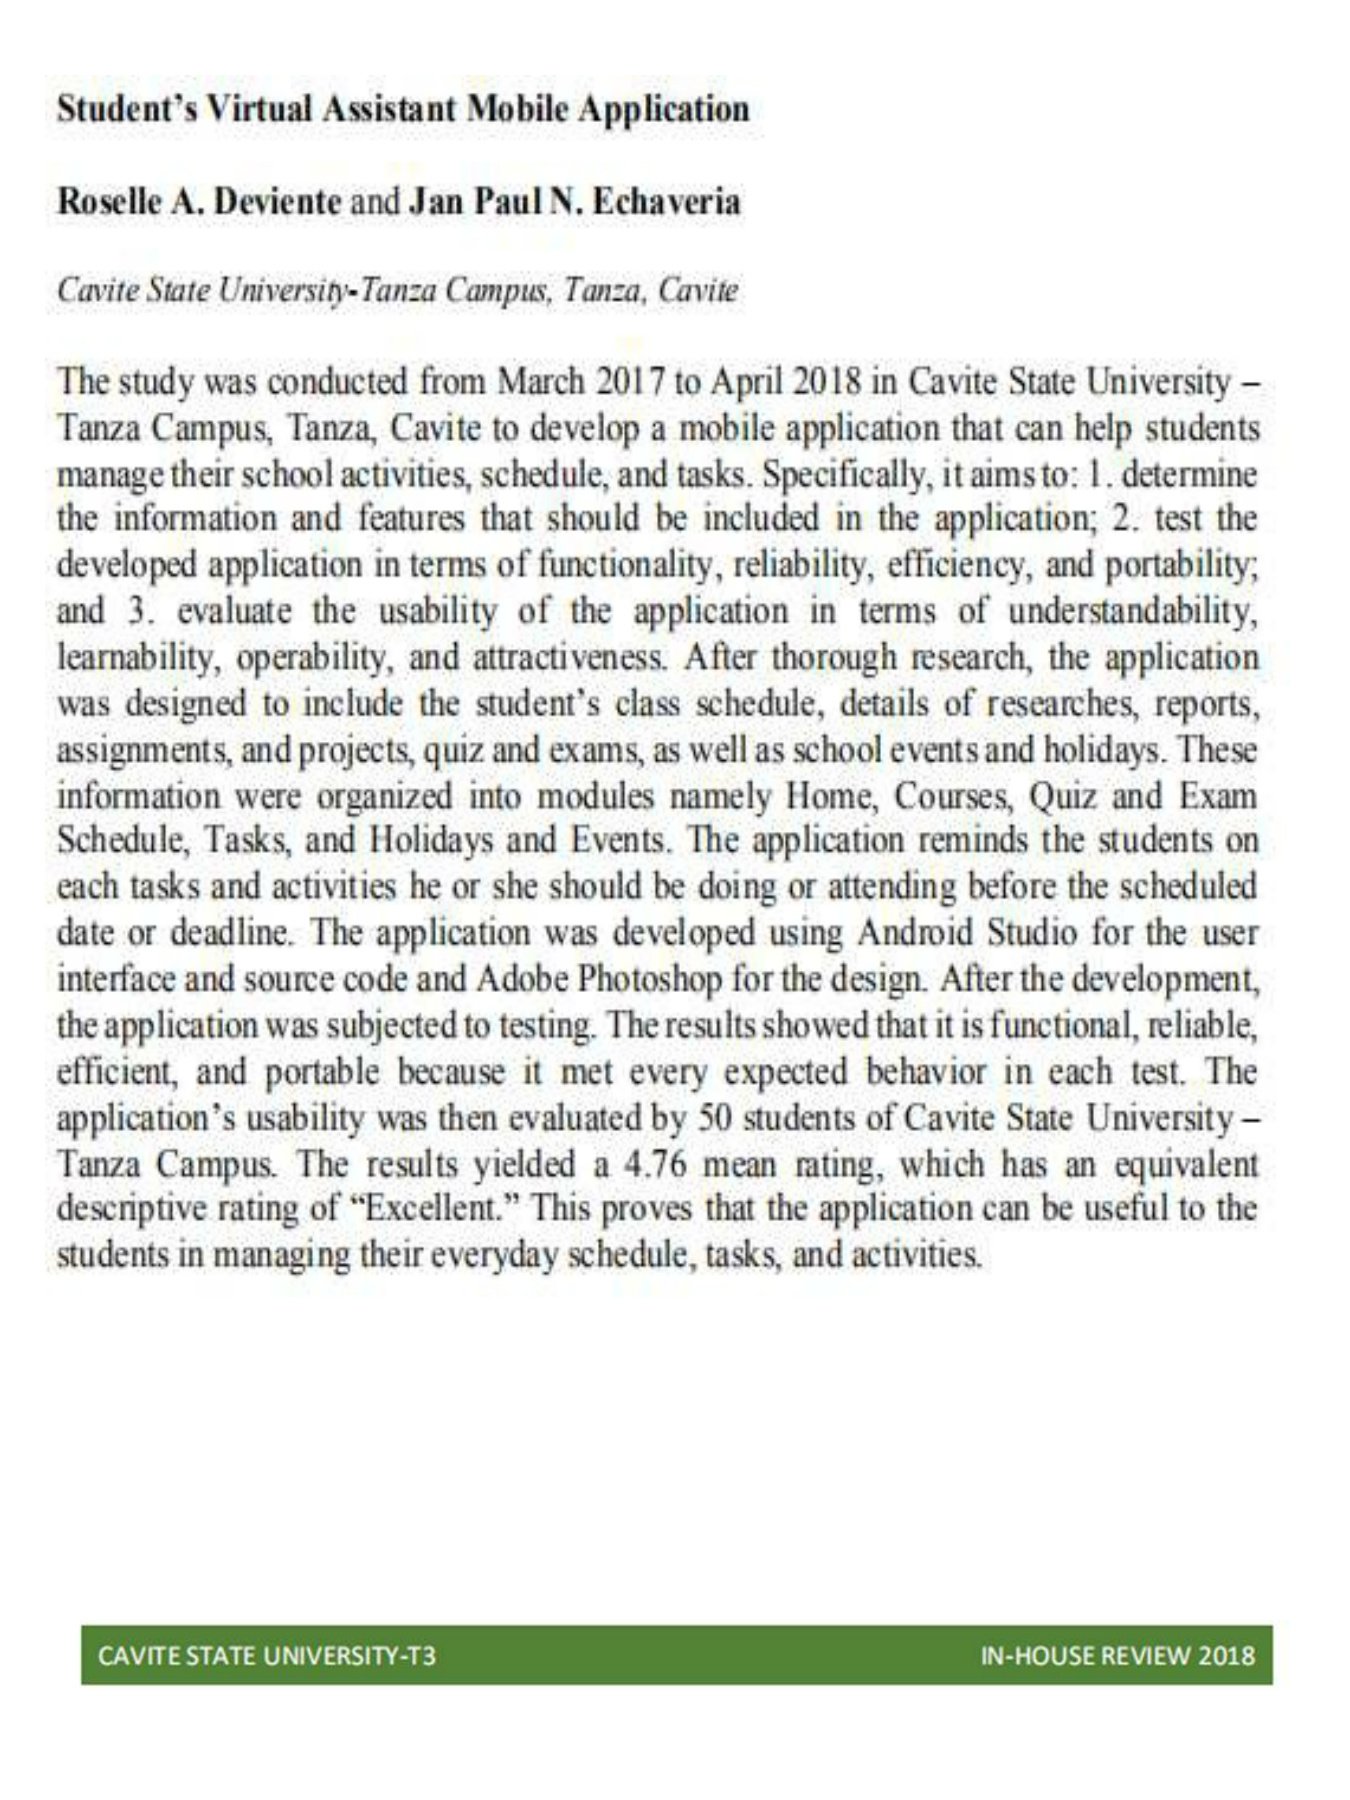 Student’s Virtual Assistant Mobile Application
Roselle A. Deviente and Jan Paul N. Echaveria
Cavite State University-Tanza Campus, Tanza, Cavite
The study was conducted from March 2017 to April 2018 in Cavite State University –
Tanza Campus, Tanza, Cavite to develop a mobile application that can help students
manage their school activities, schedule, and tasks. Specifically, it aims to: 1. determine
the information and features that should be included in the application; 2. test the
developed application in terms of functionality, reliability, efficiency, and portability;
and 3. evaluate the usability of the application in terms of understandability,
learnability, operability, and attractiveness. After thorough research, the application
was designed to include the student’s class schedule, details of researches, reports,
assignments, and projects, quiz and exams, as well as school events and holidays. These
information were organized into modules namely Home, Courses, Quiz and Exam
Schedule, Tasks, and Holidays and Events. The application reminds the students on
each tasks and activities he or she should be doing or attending before the scheduled
date or deadline. The application was developed using Android Studio for the user
interface and source code and Adobe Photoshop for the design. After the development,
the application was subjected to testing. The results showed that it is functional, reliable,
efficient, and portable because it met every expected behavior in each test. The
application’s usability was then evaluated by 50 students of Cavite State University –
Tanza Campus. The results yielded a 4.76 mean rating, which has an equivalent
descriptive rating of “Excellent.” This proves that the application can be useful to the
students in managing their everyday schedule, tasks, and activities.
CAVITE STATE UNIVERSITY-T3 IN-HOUSE REVIEW 2018